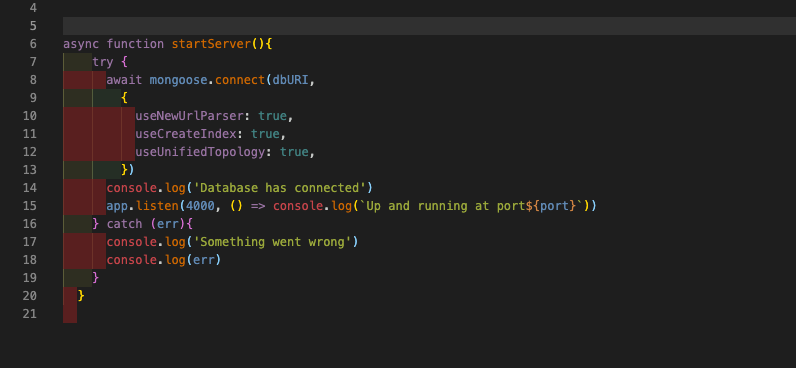 4
5
6 async function startServer(){
7 try {
8 await mongoose.connect(dbURI,
9 {
10 useNewUrlParser: true,
11 useCreateIndex: true,
12 useUnifiedTopology: true,
13 })
14 console.log('Database has connected')
15 app.listen(4000, () => console.log(`Up and running at port${port}`))
16 } catch (err){
17 console.log('Something went wrong')
18 console.log(err)
19 }
20 }
21